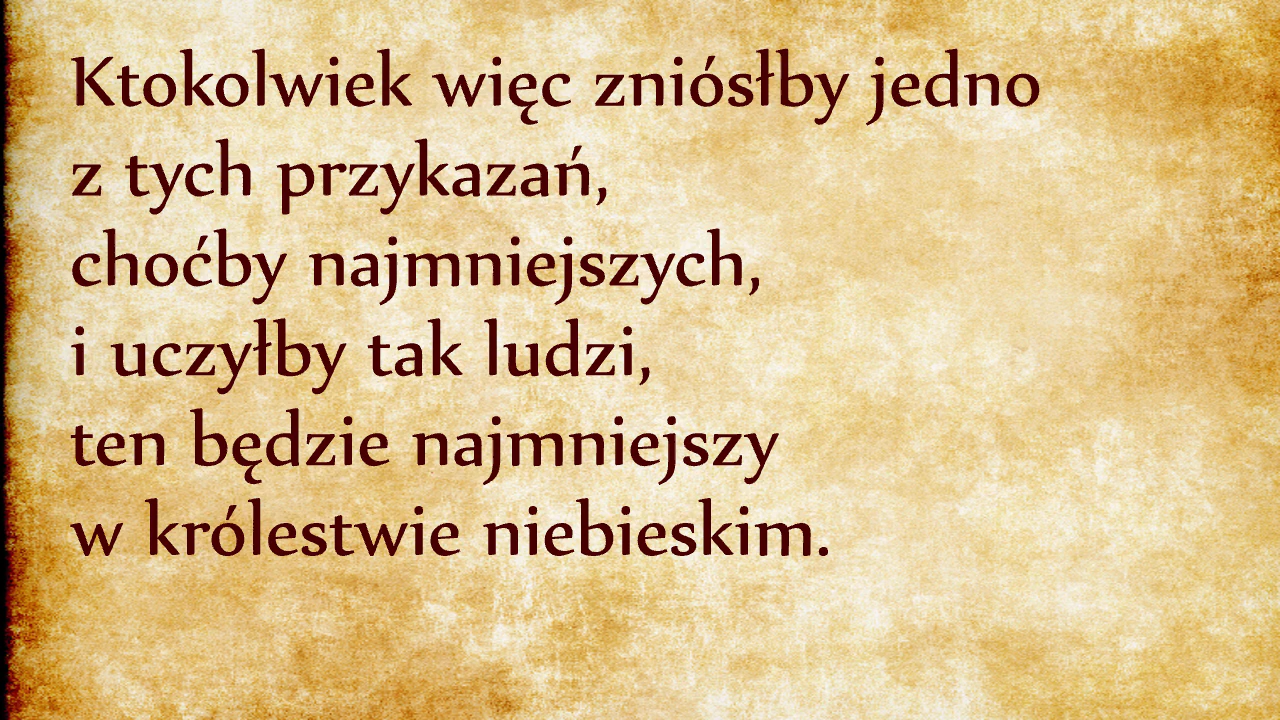 Ktokolwiek więc zniósłby jedno
z tych przykazań,
choćby najmniejszych,
i uczyłby tak ludzi,
ten będzie najmniejszy
w królestwie niebieskim.